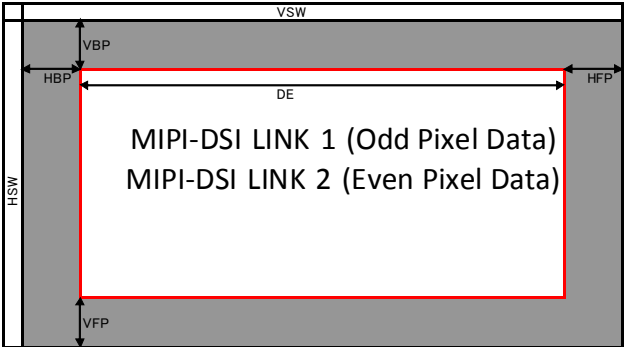 VSW
VBP
HBP
HFP
DE
MIPI-DSI LINK 1 (Odd Pixel Data)
MIPI-DSI LINK 2 (Even Pixel Data)
HSW
VFP